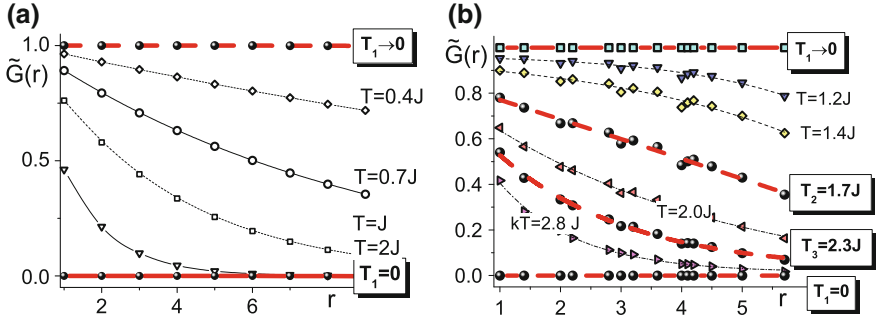 (a)
1.0
G̃(r)
0.5
0.0
T₁→0
T=0.4J
T=0.7J
T=J
T=2J
T₁=0
2 4 6 r
(b)
G̃(r)
0.8
0.6
0.4
0.2
0.0
T₁→0
T=1.2J
T=1.4J
T₂=1.7J
T=2.0J
kT=2.8 J
T₃=2.3J
T₁=0
1 2 3 r 4 5